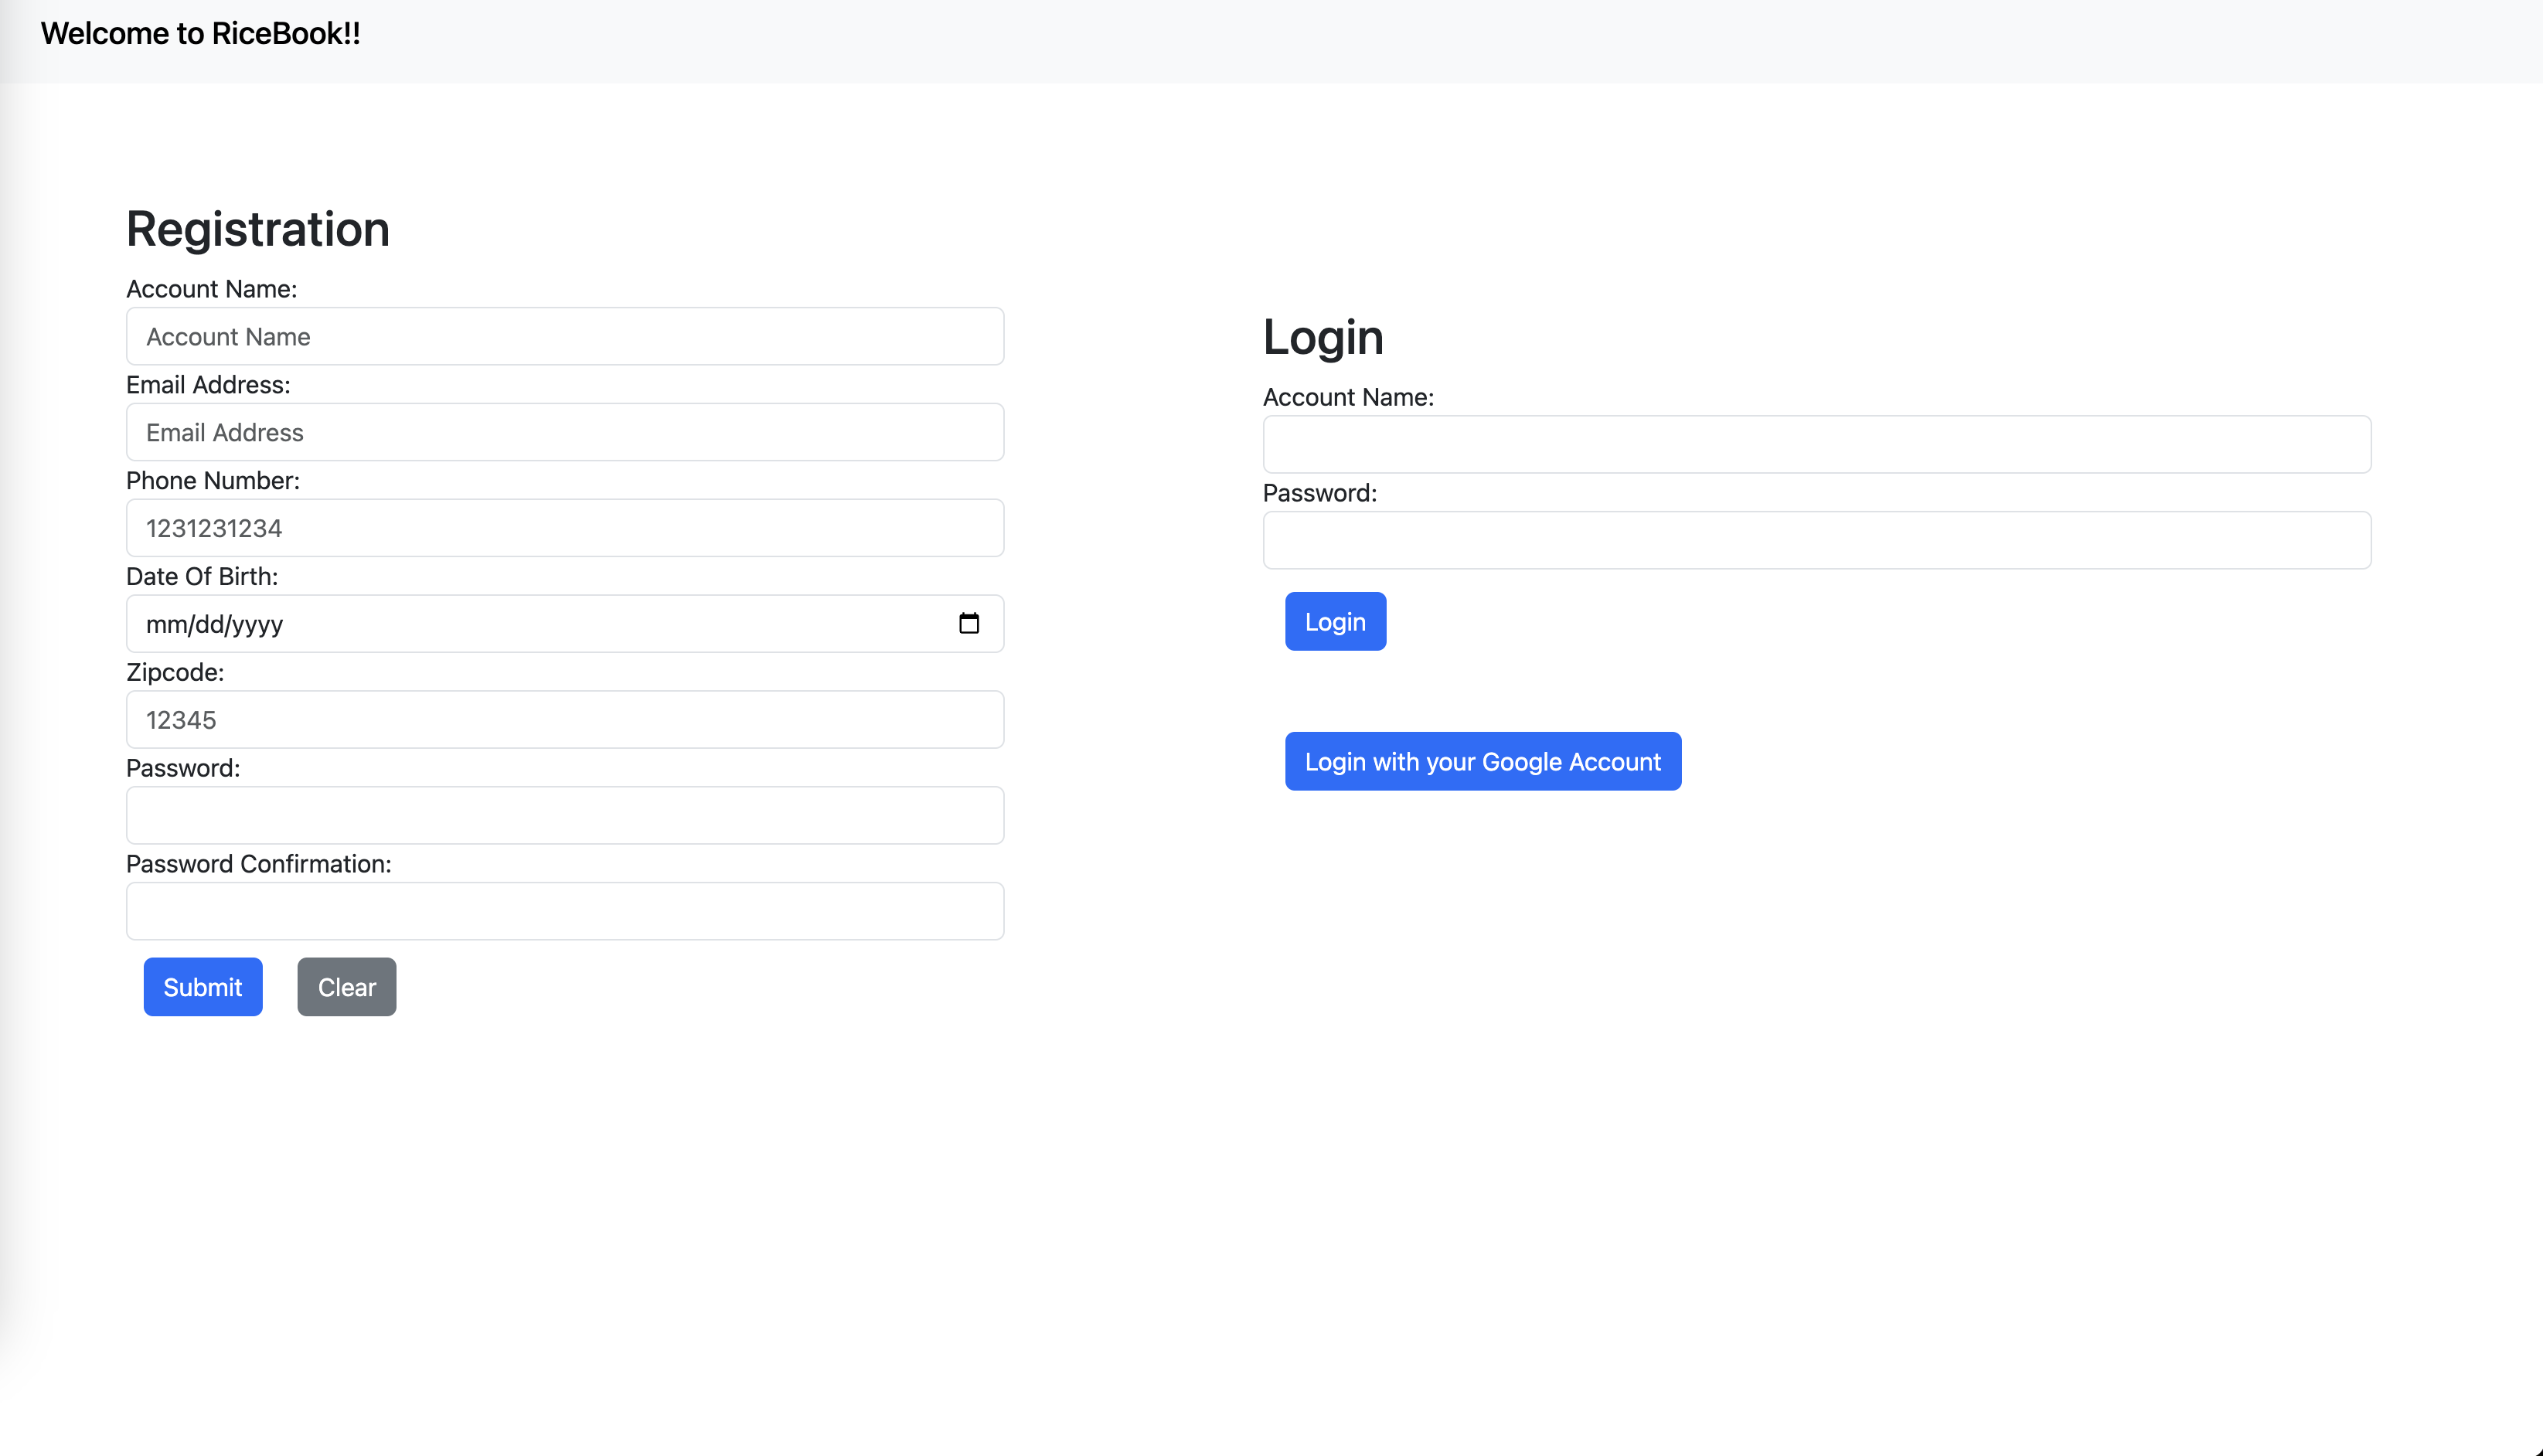 Welcome to RiceBook!!
Registration
Account Name:
Account Name
Email Address:
Email Address
Phone Number:
1231231234
Date Of Birth:
mm/dd/yyyy
Zipcode:
12345
Password:
Password Confirmation:
Submit
Clear
Login
Account Name:
Password:
Login
Login with your Google Account